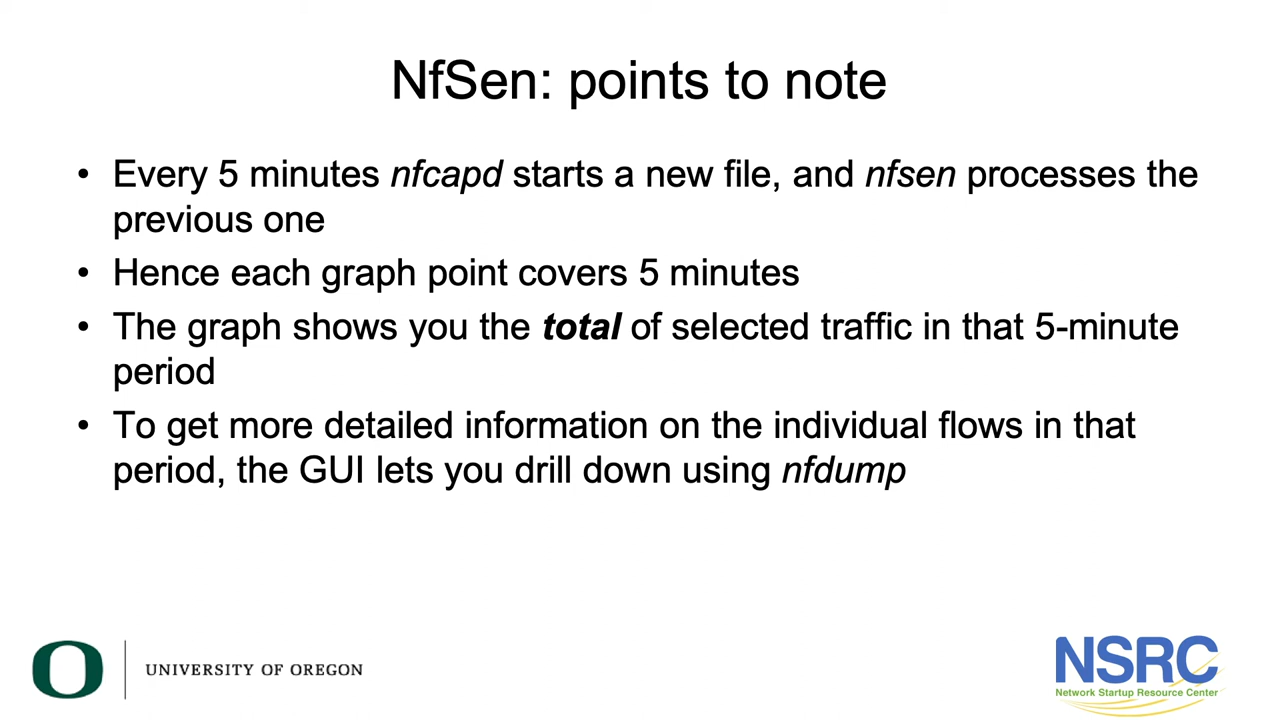 NfSen: points to note
• Every 5 minutes nfcapd starts a new file, and nfsen processes the
previous one
• Hence each graph point covers 5 minutes
• The graph shows you the total of selected traffic in that 5-minute
period
• To get more detailed information on the individual flows in that
period, the GUI lets you drill down using nfdump
O
UNIVERSITY OF OREGON
NSRC
Network Startup Resource Center